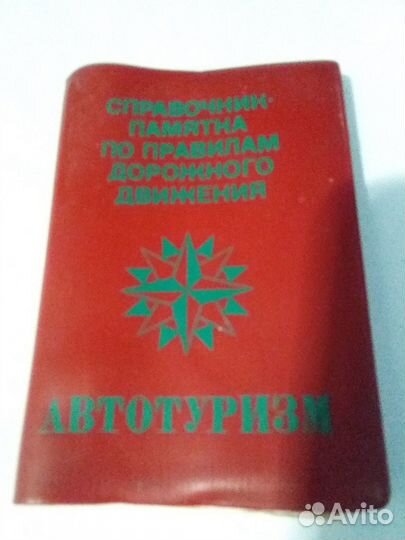 СПРАВОЧНИК-
ПАМЯТКА
ПО ПРАВИЛАМ
ДОРОЖНОГО
ДВИЖЕНИЯ
АВТОТУРИЗМ
Avito